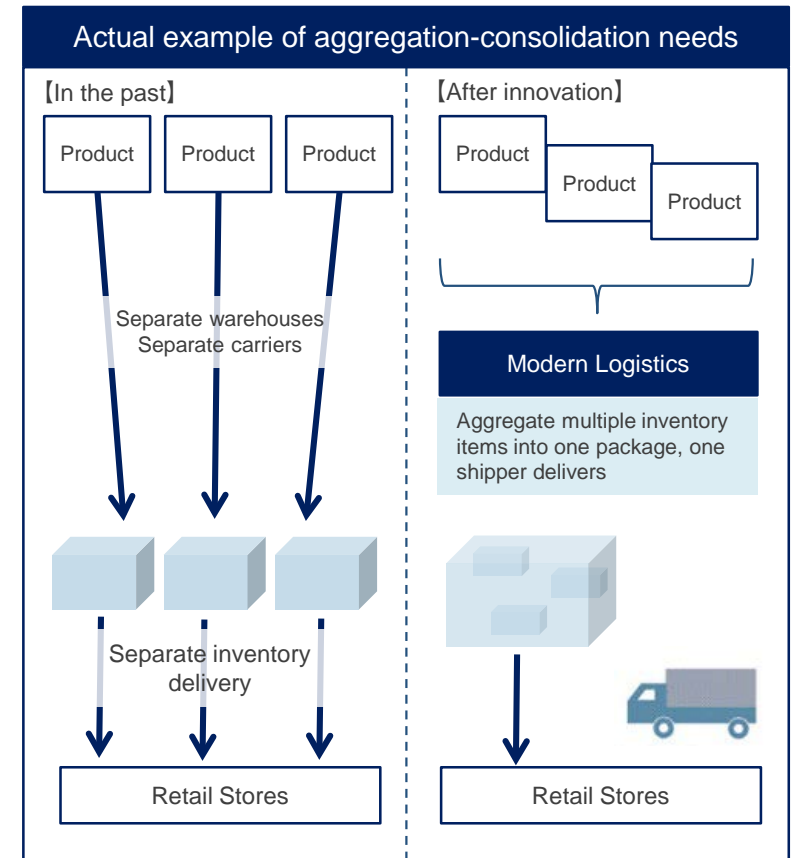 Actual example of aggregation-consolidation needs
【In the past】
Product
Product
Product
Separate warehouses
Separate carriers
Separate inventory
delivery
Retail Stores
【After innovation】
Product
Product
Product
Modern Logistics
Aggregate multiple inventory
items into one package, one
shipper delivers
Retail Stores